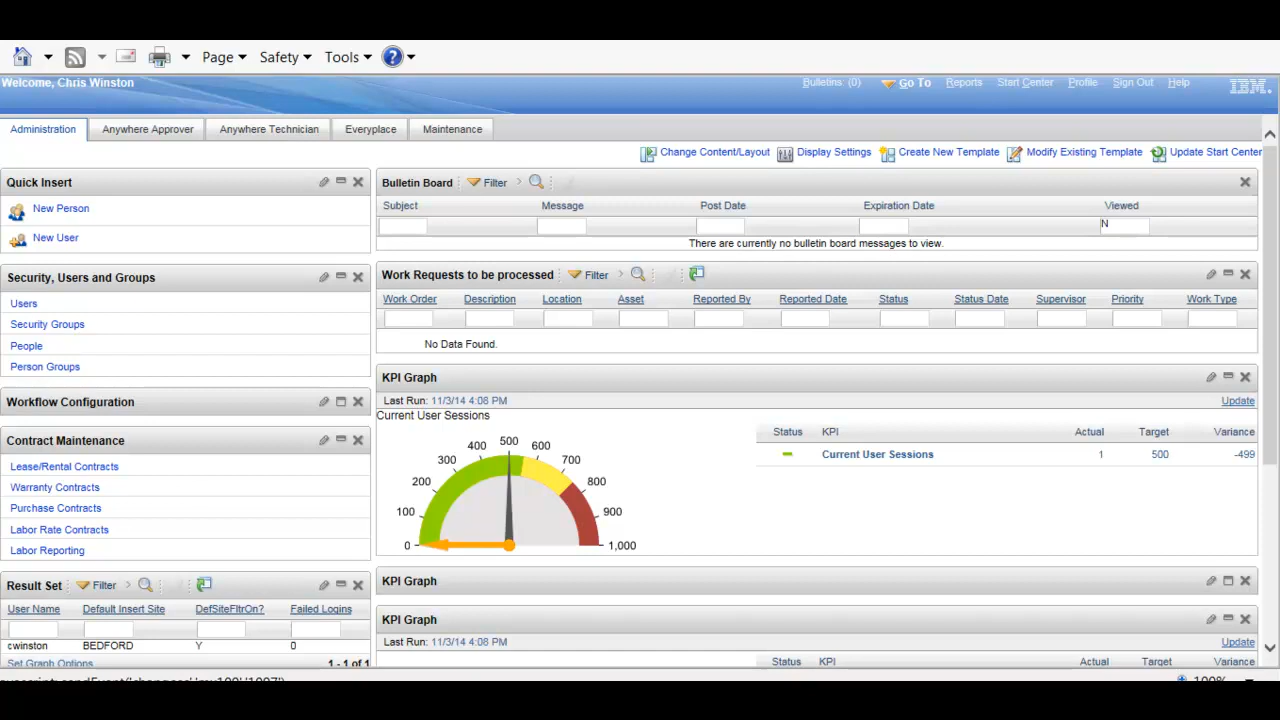 Page Safety Tools
Welcome, Chris Winston
Bulletins: (0) Go To Reports Start Center Profile Sign Out Help IBM.
Administration Anywhere Approver Anywhere Technician Everyplace Maintenance
Change Content/Layout Display Settings Create New Template Modify Existing Template Update Start Center
Quick Insert
New Person
New User
Security, Users and Groups
Users
Security Groups
People
Person Groups
Workflow Configuration
Contract Maintenance
Lease/Rental Contracts
Warranty Contracts
Purchase Contracts
Labor Rate Contracts
Labor Reporting
Result Set Filter
User Name Default Insert Site DefSiteFltrOn? Failed Logins
cwinston BEDFORD Y 0
Set Graph Options 1 - 1 of 1
Bulletin Board Filter
Subject Message Post Date Expiration Date Viewed
N
There are currently no bulletin board messages to view.
Work Requests to be processed Filter
Work Order Description Location Asset Reported By Reported Date Status Status Date Supervisor Priority Work Type
No Data Found.
KPI Graph
Last Run: 11/3/14 4:08 PM Update
Current User Sessions
0 100 200 300 400 500 600 700 800 900 1,000
Status KPI Actual Target Variance
Current User Sessions 1 500 -499
KPI Graph
KPI Graph
Last Run: 11/3/14 4:08 PM Update
Status KPI Actual Target Variance
100%